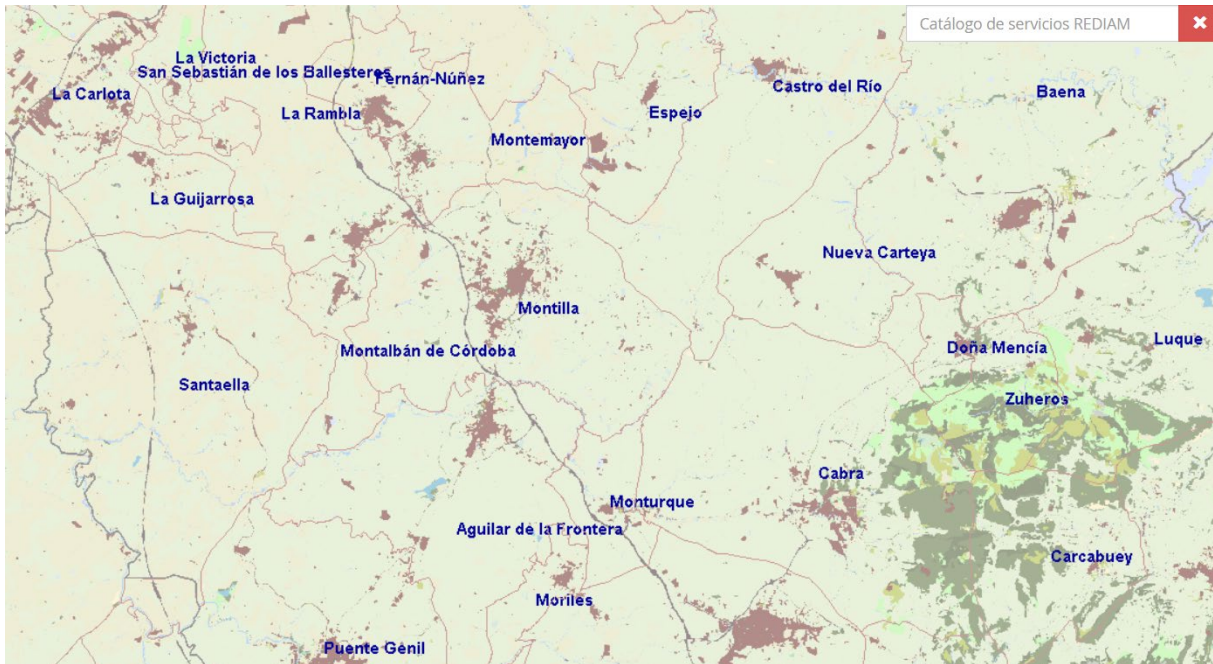 Catálogo de servicios REDIAM
La Victoria
San Sebastián de los Ballesteros
Fernán-Núñez
La Carlota
Castro del Río
Baena
La Rambla
Espejo
Montemayor
La Guijarrosa
Nueva Carteya
Montilla
Luque
Doña Mencía
Montalbán de Córdoba
Santaella
Zuheros
Cabra
Monturque
Aguilar de la Frontera
Carcabuey
Moriles
Puente Genil